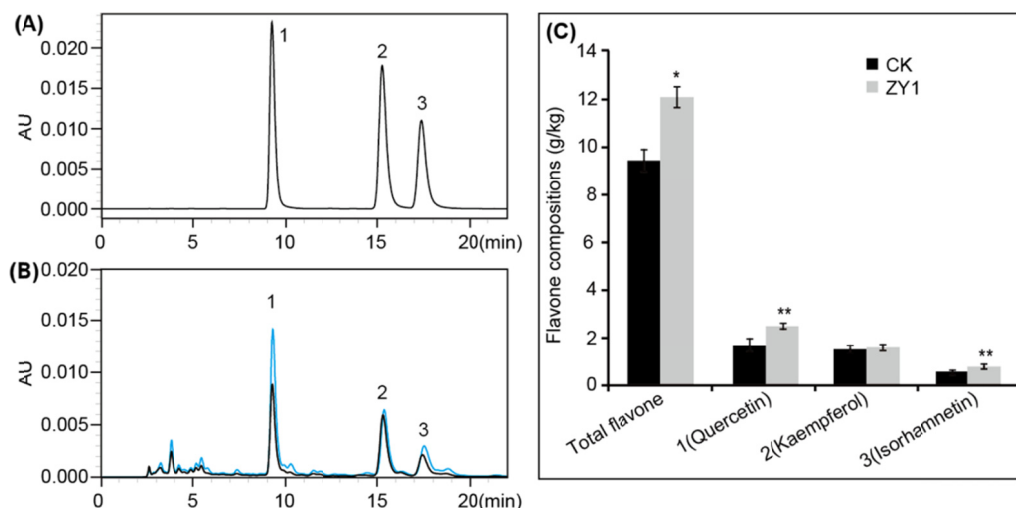 (A)
AU
0.020
0.015
0.010
0.005
0.000
1
2
3
0 5 10 15 20(min)
(B)
AU
0.020
0.015
0.010
0.005
0.000
1
2
3
0 5 10 15 20(min)
(C)
Flavone compositions (g/kg)
14
12
10
8
6
4
2
0
CK
ZY1
*
**
**
Total flavone
1(Quercetin)
2(Kaempferol)
3(Isorhamnetin)